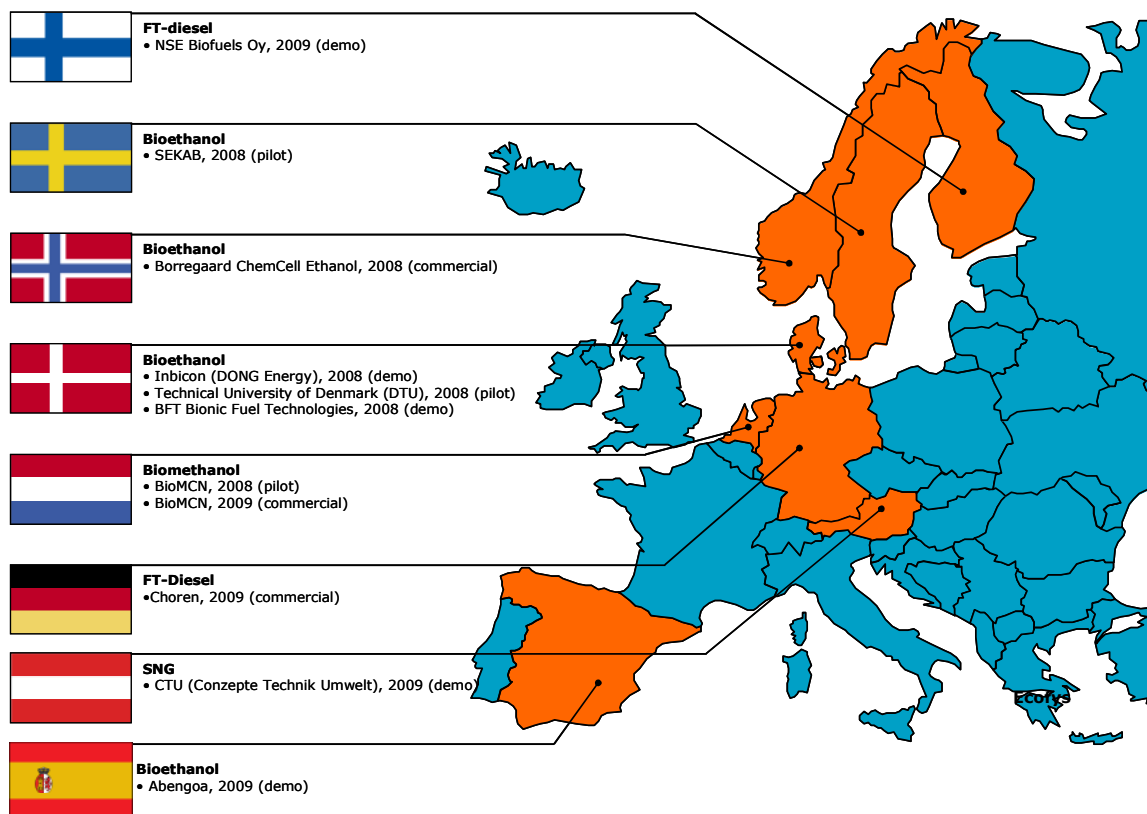 FT-diesel
• NSE Biofuels Oy, 2009 (demo)
Bioethanol
• SEKAB, 2008 (pilot)
Bioethanol
• Borregaard ChemCell Ethanol, 2008 (commercial)
Bioethanol
• Inbicon (DONG Energy), 2008 (demo)
• Technical University of Denmark (DTU), 2008 (pilot)
• BFT Bionic Fuel Technologies, 2008 (demo)
Biomethanol
• BioMCN, 2008 (pilot)
• BioMCN, 2009 (commercial)
FT-Diesel
•Choren, 2009 (commercial)
SNG
• CTU (Conzepte Technik Umwelt), 2009 (demo)
Ecofys
Bioethanol
• Abengoa, 2009 (demo)